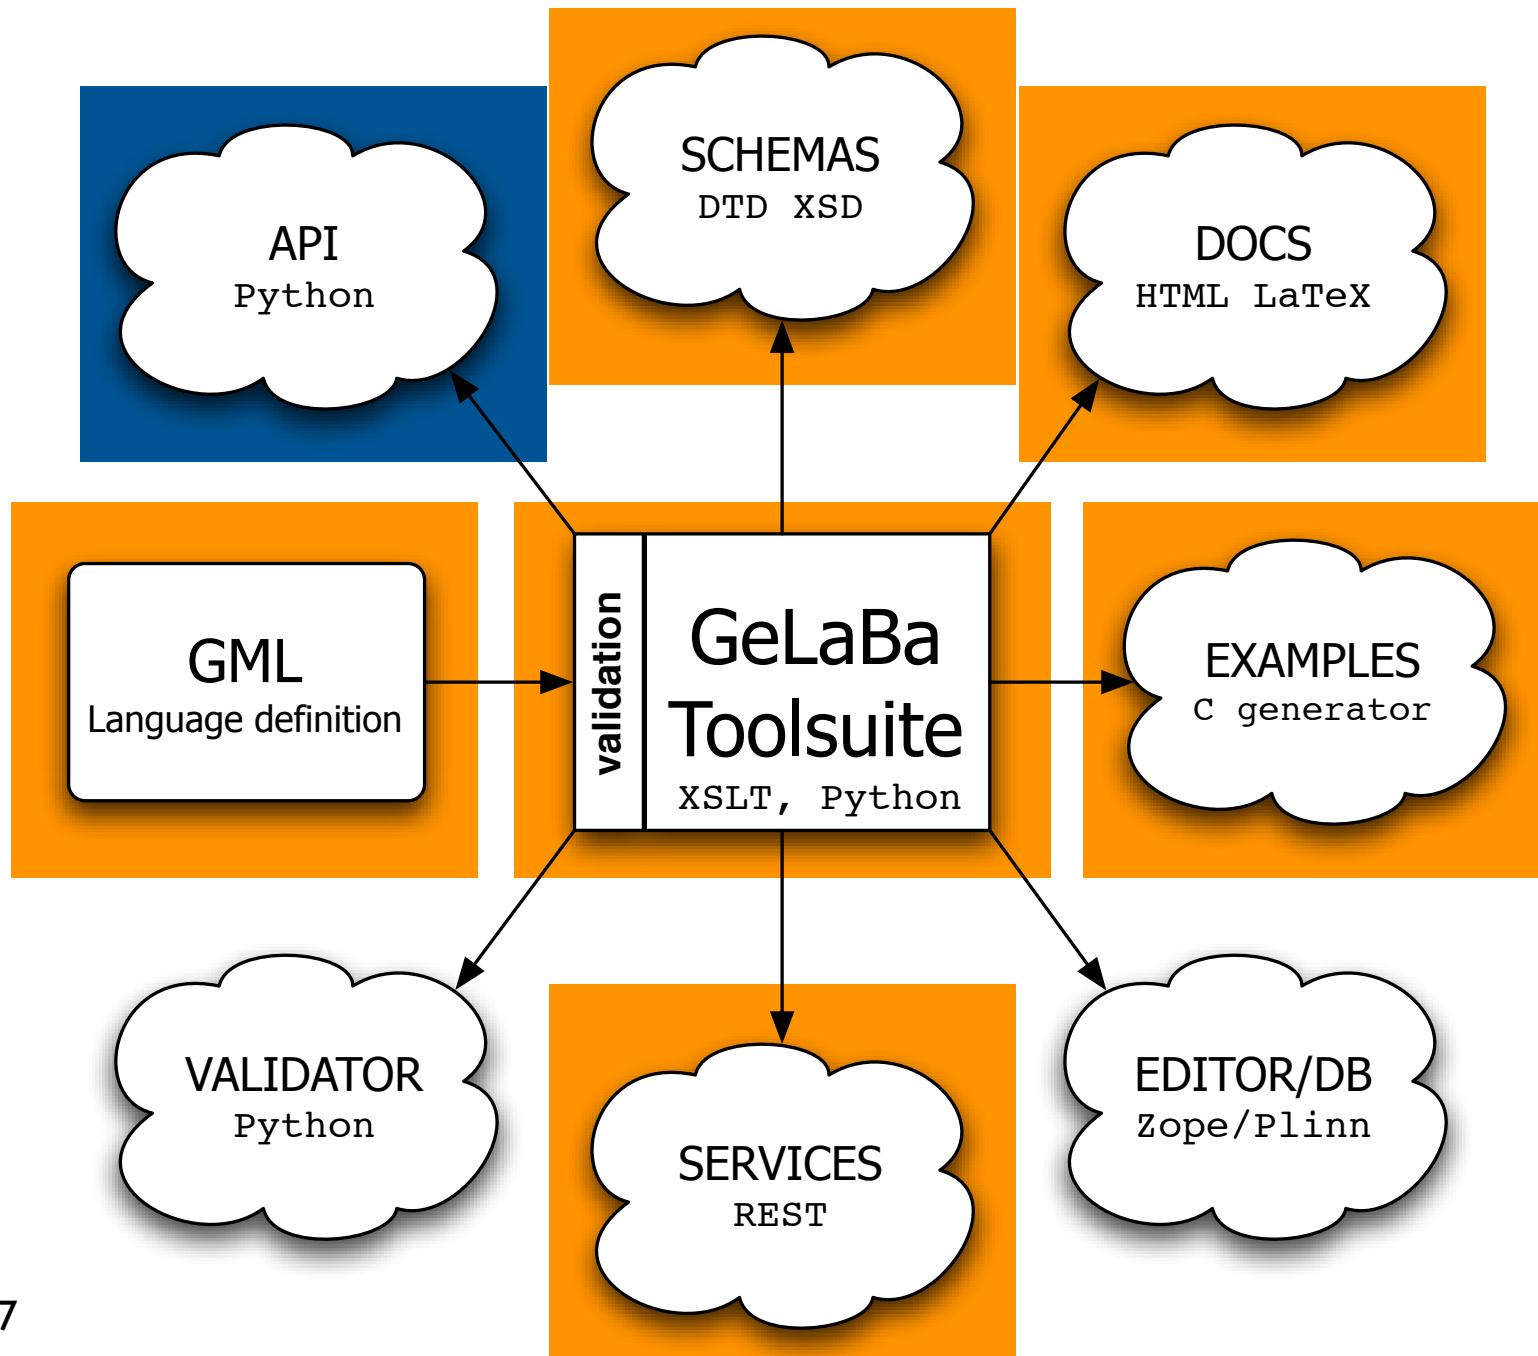 SCHEMAS
DTD XSD
API
Python
DOCS
HTML LaTeX
GML
Language definition
validation
GeLaBa
Toolsuite
XSLT, Python
EXAMPLES
C generator
VALIDATOR
Python
SERVICES
REST
EDITOR/DB
Zope/Plinn
7